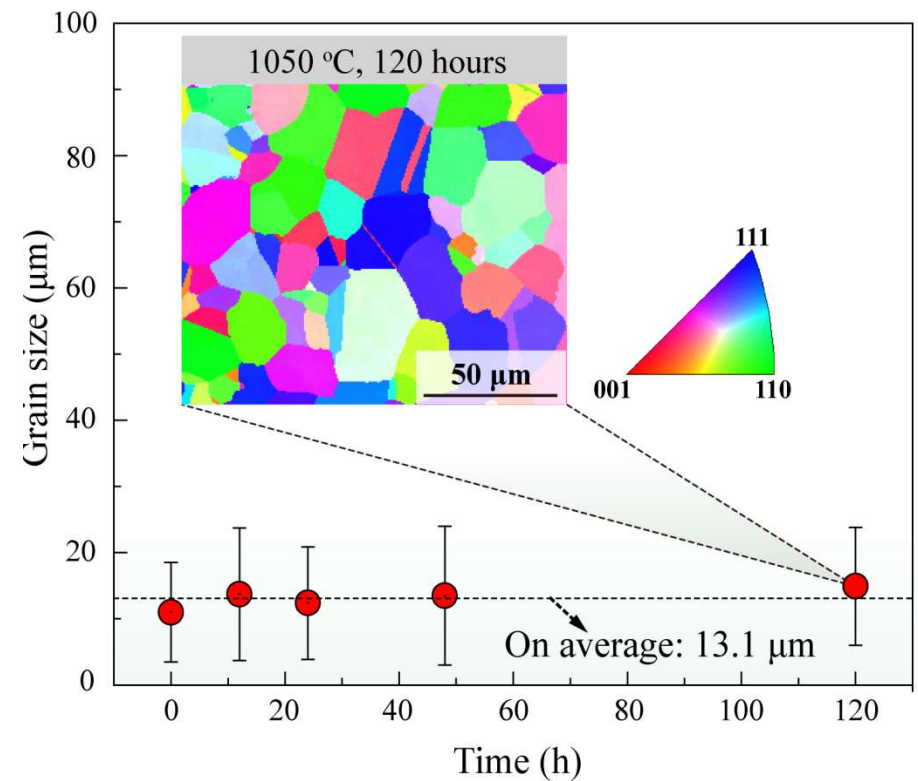 100
80
60
40
20
0
Grain size (μm)
1050 °C, 120 hours
50 μm
111
001
110
On average: 13.1 μm
0 20 40 60 80 100 120
Time (h)